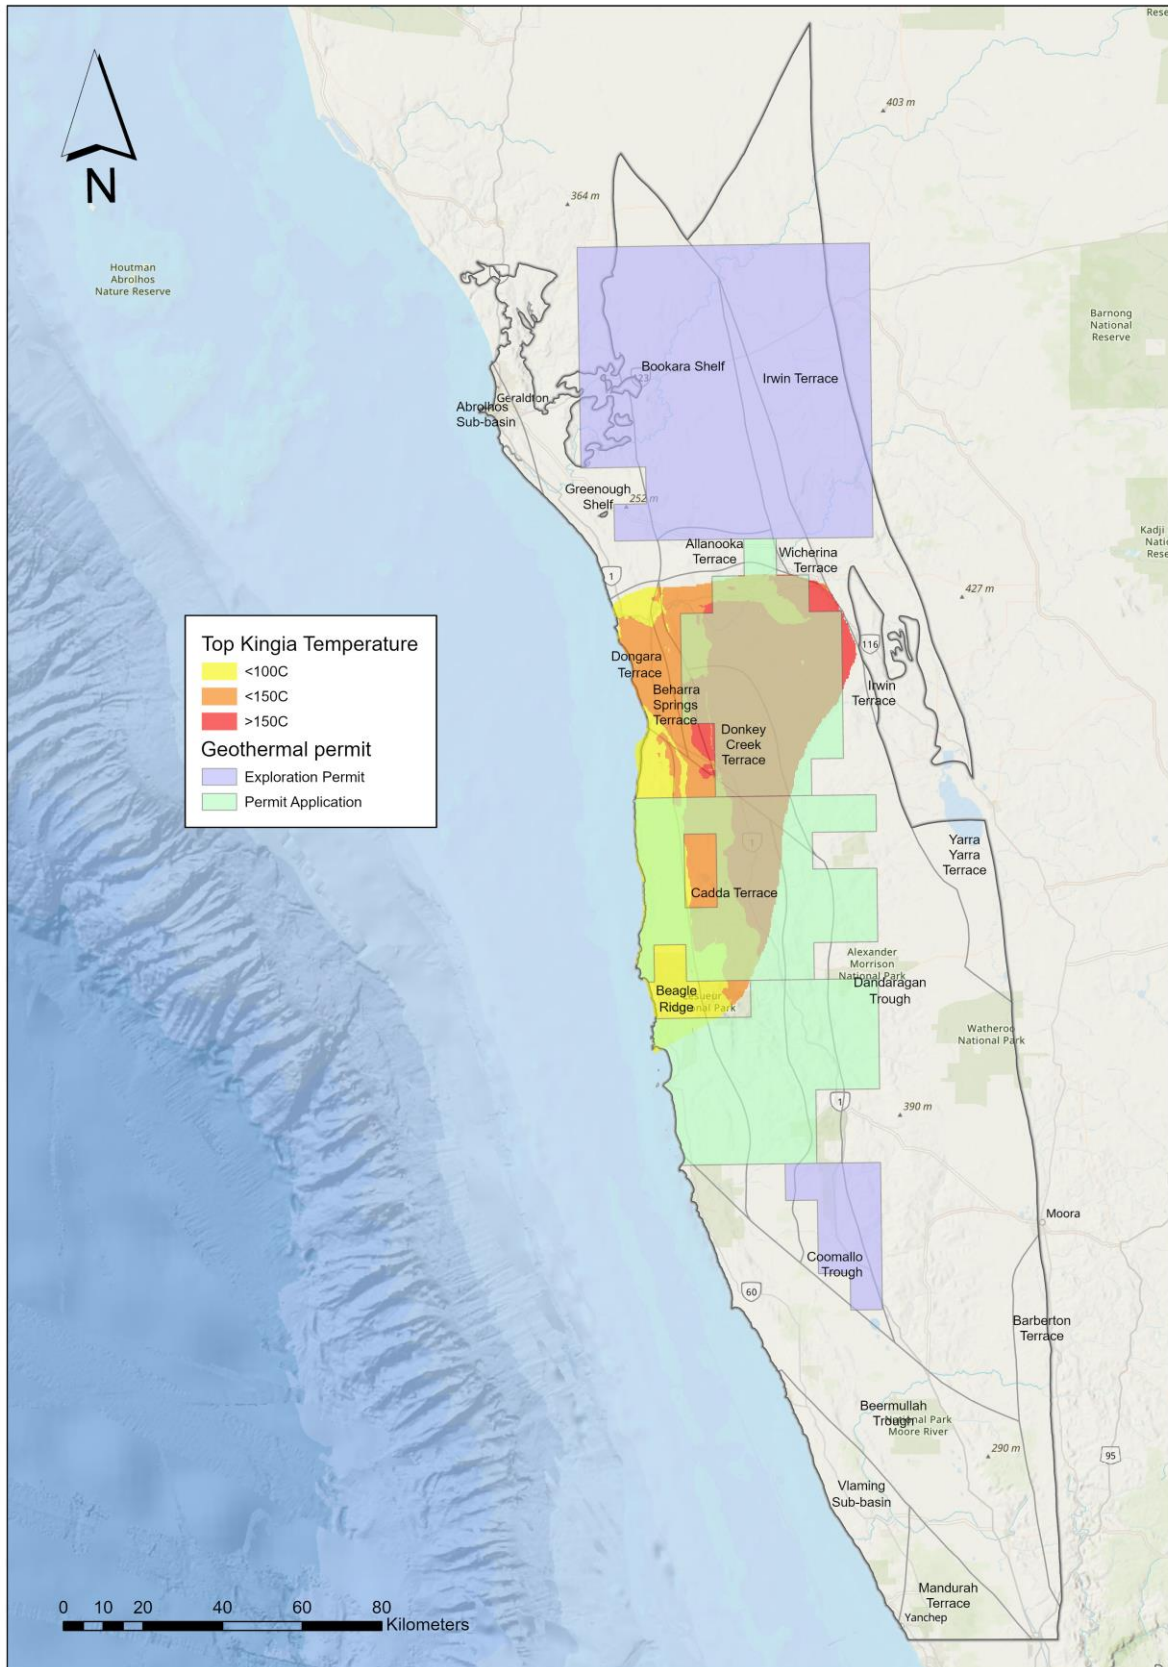 403 m
N
364 m
Houtman
Abrolhos
Nature Reserve
Barnong
National
Reserve
Bookara Shelf
Irwin Terrace
Geraldton
Abrolhos
Sub-basin
Greenough
Shelf
252 m
Allanooka
Terrace
Wicherina
Terrace
1
427 m
Top Kingia Temperature
<100C
<150C
>150C
Geothermal permit
Exploration Permit
Permit Application
116
Dongara
Terrace
Beharra
Springs
Terrace
Irwin
Terrace
Donkey
Creek
Terrace
1
Yarra
Yarra
Terrace
Cadda Terrace
Alexander
Morrison
National Park
Dandaragan
Trough
Beagle
Ridge
Watheroo
National Park
1
390 m
Moora
Coomallo
Trough
60
Barberton
Terrace
Beermullah
Trough
National Park
Moore River
290 m
95
Vlaming
Sub-basin
Mandurah
Terrace
Yanchep
0 10 20 40 60 80
Kilometers